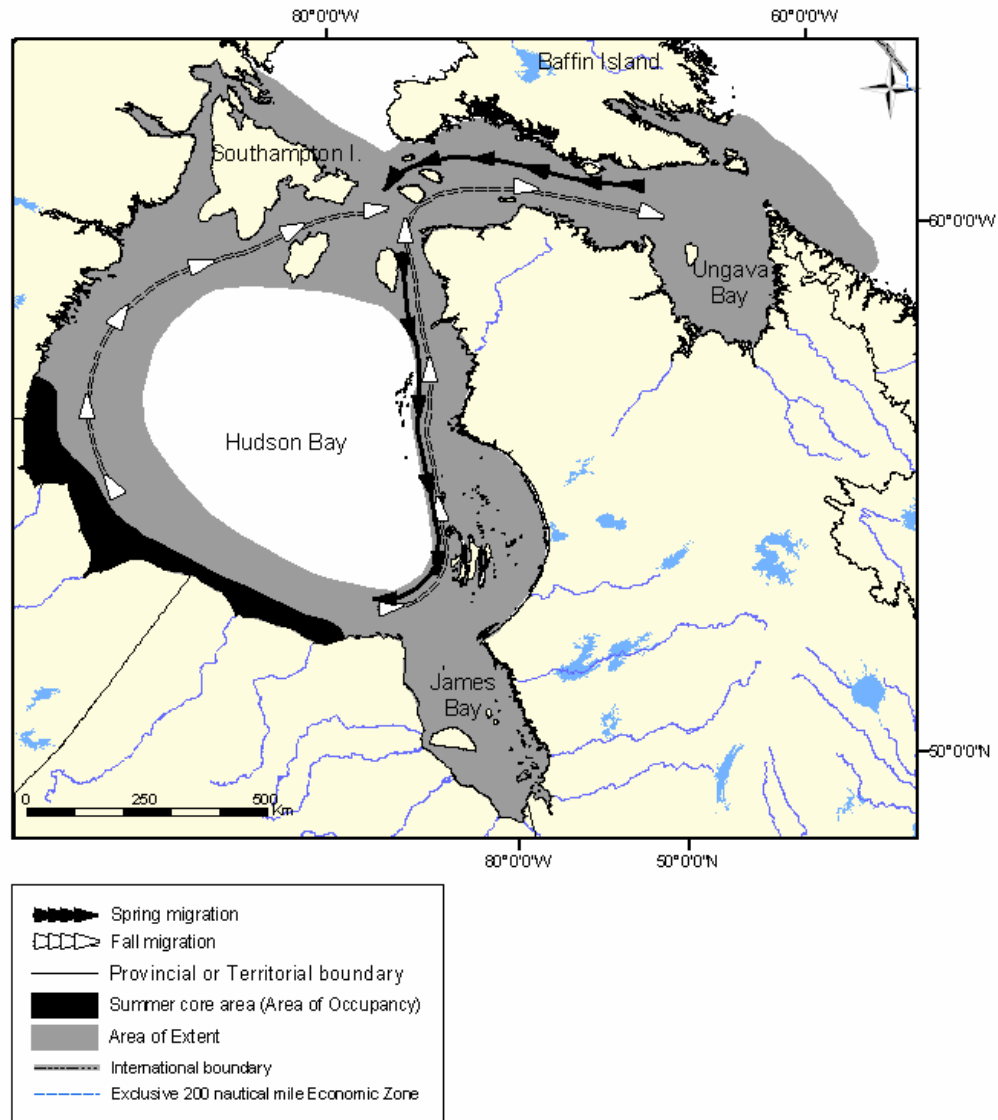 80°0'0"W
60°0'0"W
Baffin Island
Southampton I.
60°0'0"W
Ungava
Bay
Hudson Bay
James
Bay
50°0'0"N
0 250 500
Km
80°0'0"W
50°0'0"N
Spring migration
Fall migration
Provincial or Territorial boundary
Summer core area (Area of Occupancy)
Area of Extent
International boundary
Exclusive 200 nautical mile Economic Zone